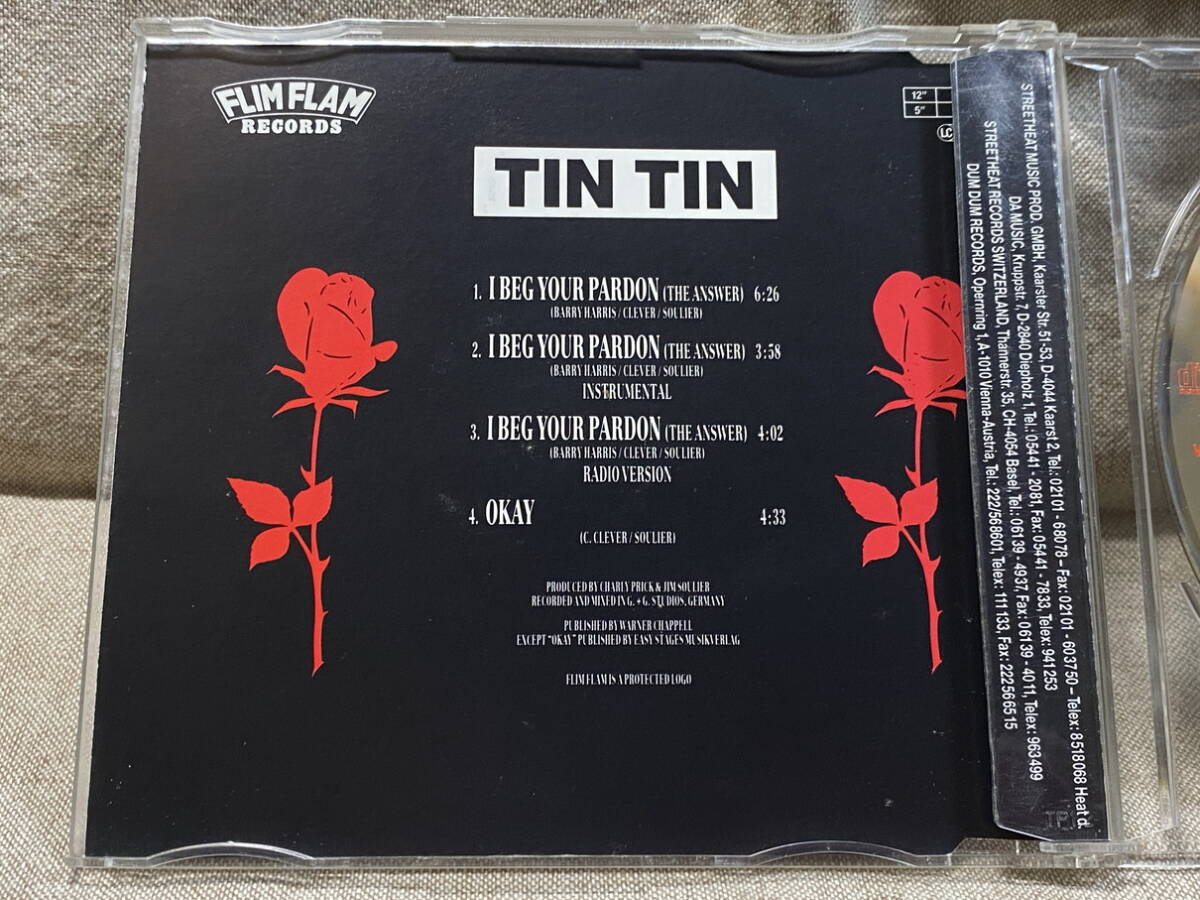 FLIM FLAM
RECORDS
12"
5"
LC
TIN TIN
1. I BEG YOUR PARDON (THE ANSWER) 6:26
(BARRY HARRIS / CLEVER / SOULIER)
2. I BEG YOUR PARDON (THE ANSWER) 3:58
(BARRY HARRIS / CLEVER / SOULIER)
INSTRUMENTAL
3. I BEG YOUR PARDON (THE ANSWER) 4:02
(BARRY HARRIS / CLEVER / SOULIER)
RADIO VERSION
4. OKAY 4:33
(C. CLEVER / SOULIER)
PRODUCED BY CHARLY PRICK & JIM SOULIER
RECORDED AND MIXED IN G. + G. STUDIOS, GERMANY
PUBLISHED BY WARNER CHAPPELL
EXCEPT "OKAY" PUBLISHED BY EASY STAGES MUSIKVERLAG
FLIM FLAM IS A PROTECTED LOGO
STREETHEAT MUSIC PROD. GMBH, Kaarster Str. 51-53, D-4044 Kaarst 2, Tel.: 02101 - 68078 – Fax: 02101 - 603750 – Telex: 8518068 Heat d.
DA MUSIC, Kruppstr. 7, D-2840 Diepholz 1, Tel.: 05441 - 2081, Fax: 05441 - 7833, Telex: 941253
STREETHEAT RECORDS SWITZERLAND, Thannerstr. 35, CH-4054 Basel, Tel.: 06139 - 4937, Fax: 06139 - 4011, Telex: 963499
DUM DUM RECORDS, Opernring 1, A-1010 Vienna-Austria, Tel.: 222/568601, Telex: 111133, Fax: 222566515